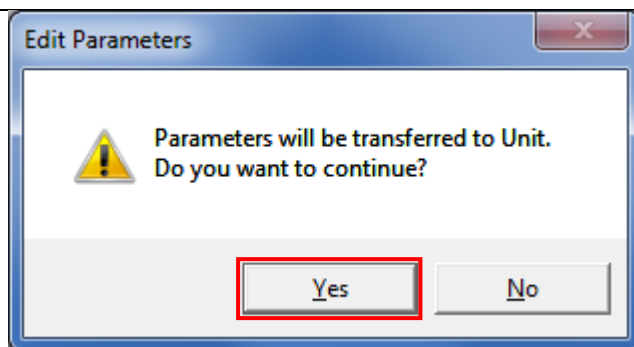 Edit Parameters
Parameters will be transferred to Unit.
Do you want to continue?
Yes
No